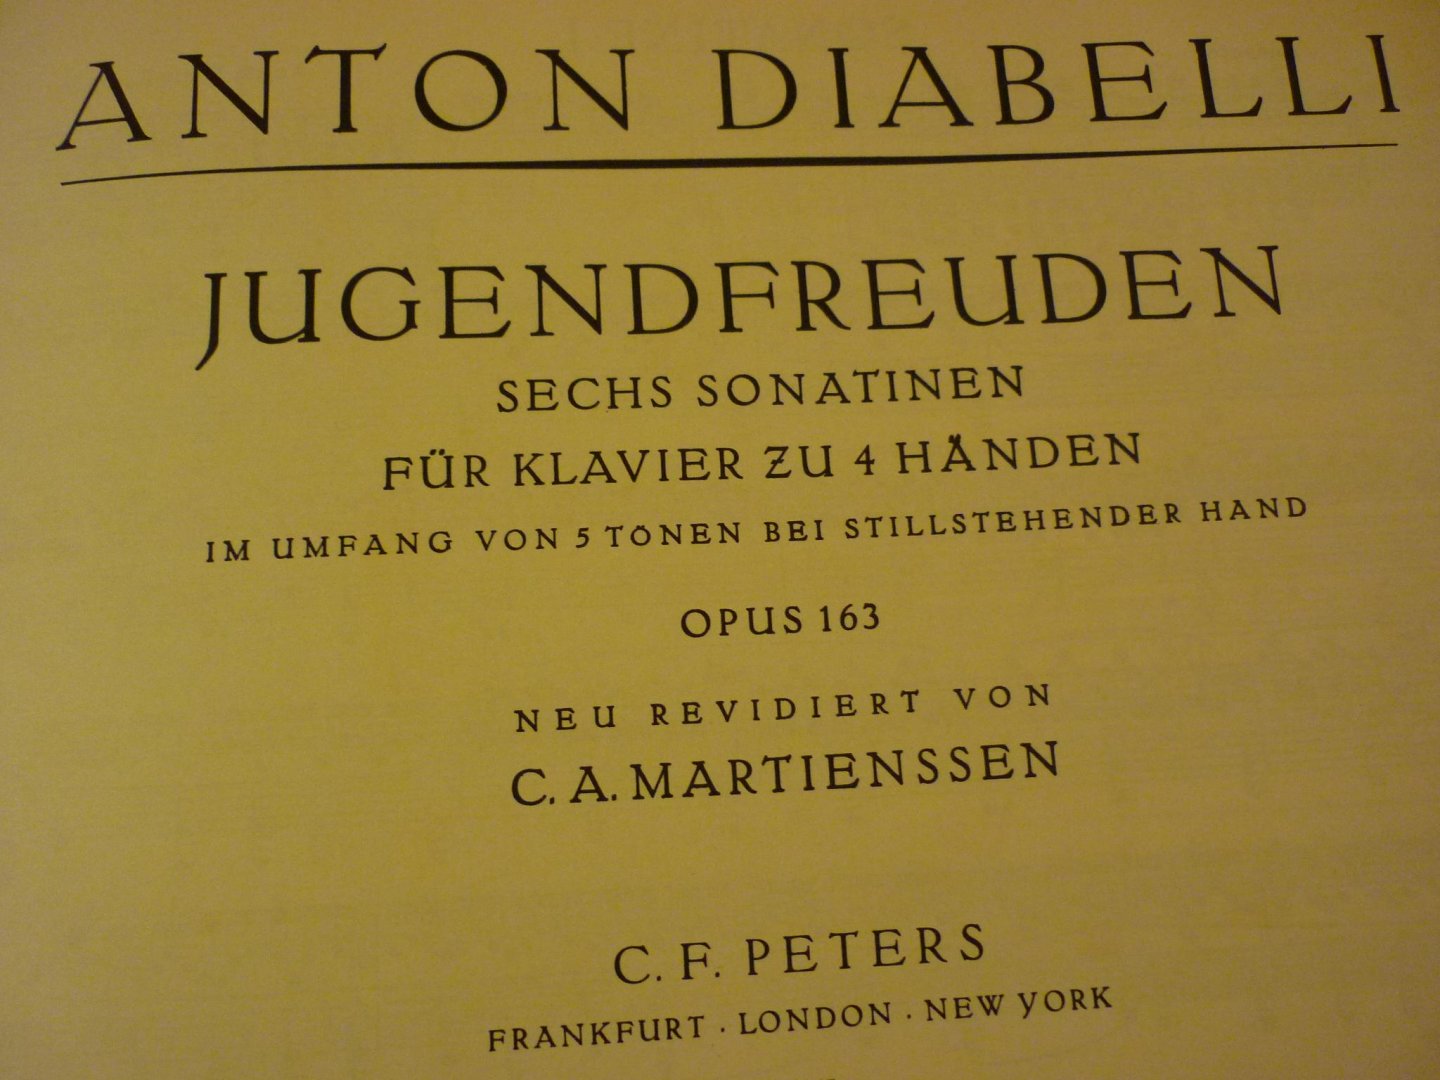 ANTON DIABELLI
JUGENDFREUDEN
SECHS SONATINEN
FÜR KLAVIER ZU 4 HÄNDEN
IM UMFANG VON 5 TÖNEN BEI STILLSTEHENDER HAND
OPUS 163
NEU REVIDIERT VON
C. A. MARTIENSSEN
C. F. PETERS
FRANKFURT · LONDON · NEW YORK